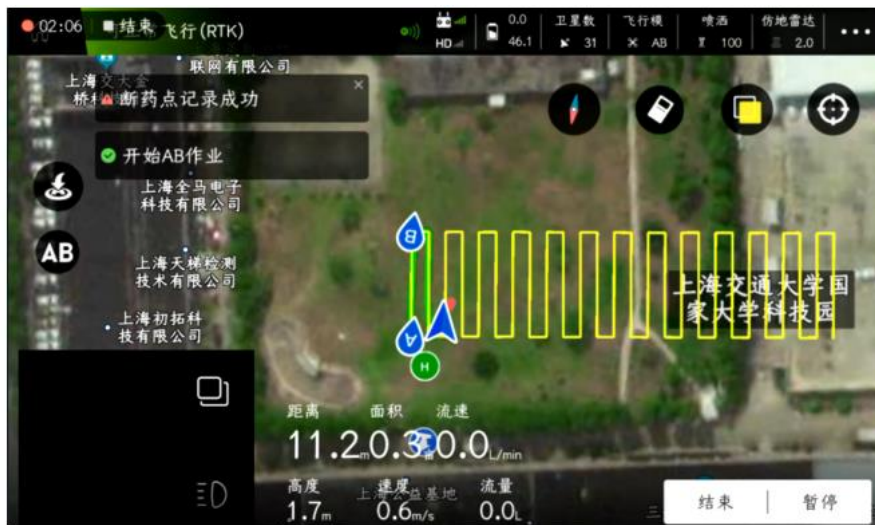 02:06
结束
飞行(RTK)
HD
0.0
46.1
卫星数
31
飞行模
AB
喷洒
100
仿地雷达
2.0
联网有限公司
上海交大金
桥科
断药点记录成功
开始AB作业
上海全马电子
科技有限公司
AB
上海天梯检测
技术有限公司
上海初拓科
技有限公司
B
A
H
上海交通大学国
家大学科技园
距离
面积
流速
11.2m
0.3
0.0L/min
高度
速度
流量
上海公益基地
1.7m
0.6m/s
0.0L
三
结束
暂停